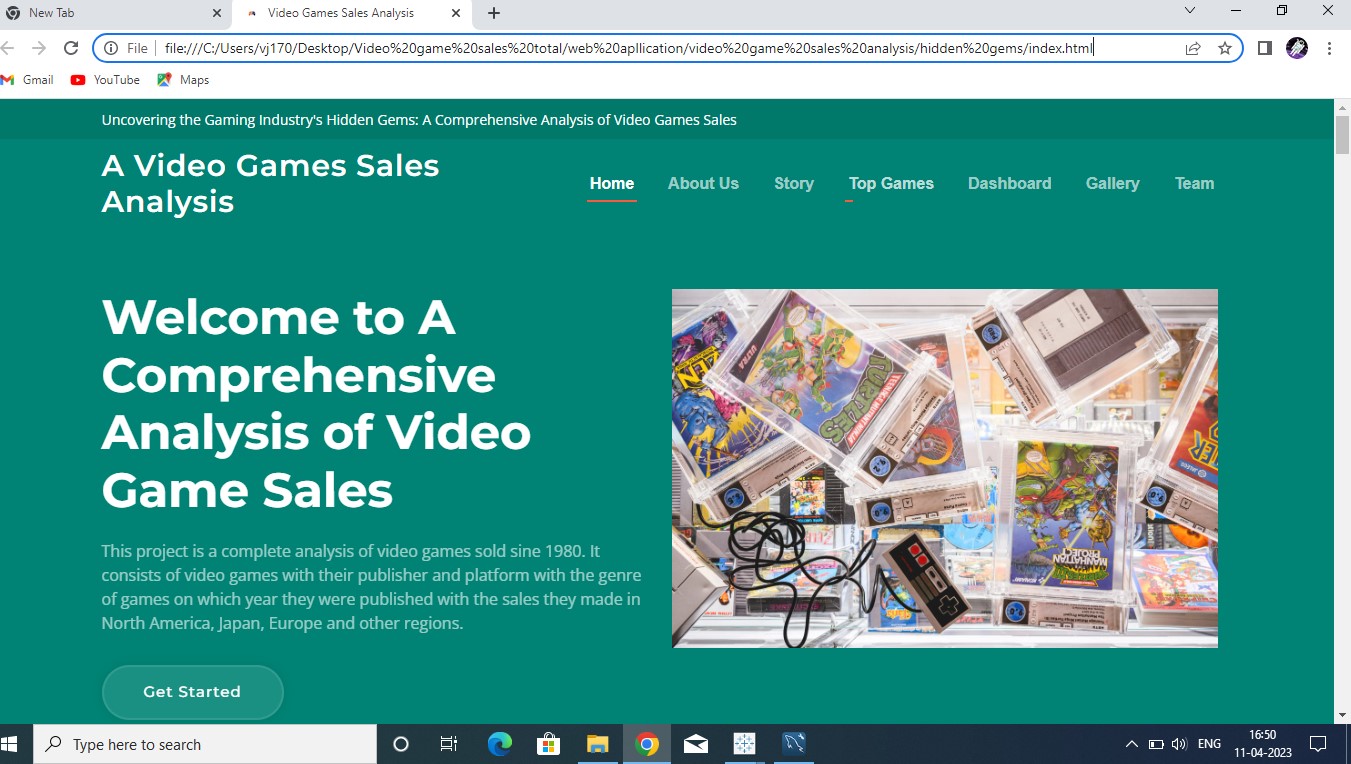 New Tab
Video Games Sales Analysis
File
file:///C:/Users/vj170/Desktop/Video%20game%20sales%20total/web%20apllication/video%20game%20sales%20analysis/hidden%20gems/index.html
Gmail YouTube Maps
Uncovering the Gaming Industry's Hidden Gems: A Comprehensive Analysis of Video Games Sales
A Video Games Sales
Analysis
Home About Us Story Top Games Dashboard Gallery Team
Welcome to A
Comprehensive
Analysis of Video
Game Sales
This project is a complete analysis of video games sold sine 1980. It
consists of video games with their publisher and platform with the genre
of games on which year they were published with the sales they made in
North America, Japan, Europe and other regions.
Get Started
ULTRA
TURTLES
MANHATTAN
PROJECT
KONAMI
Type here to search
ENG
16:50
11-04-2023